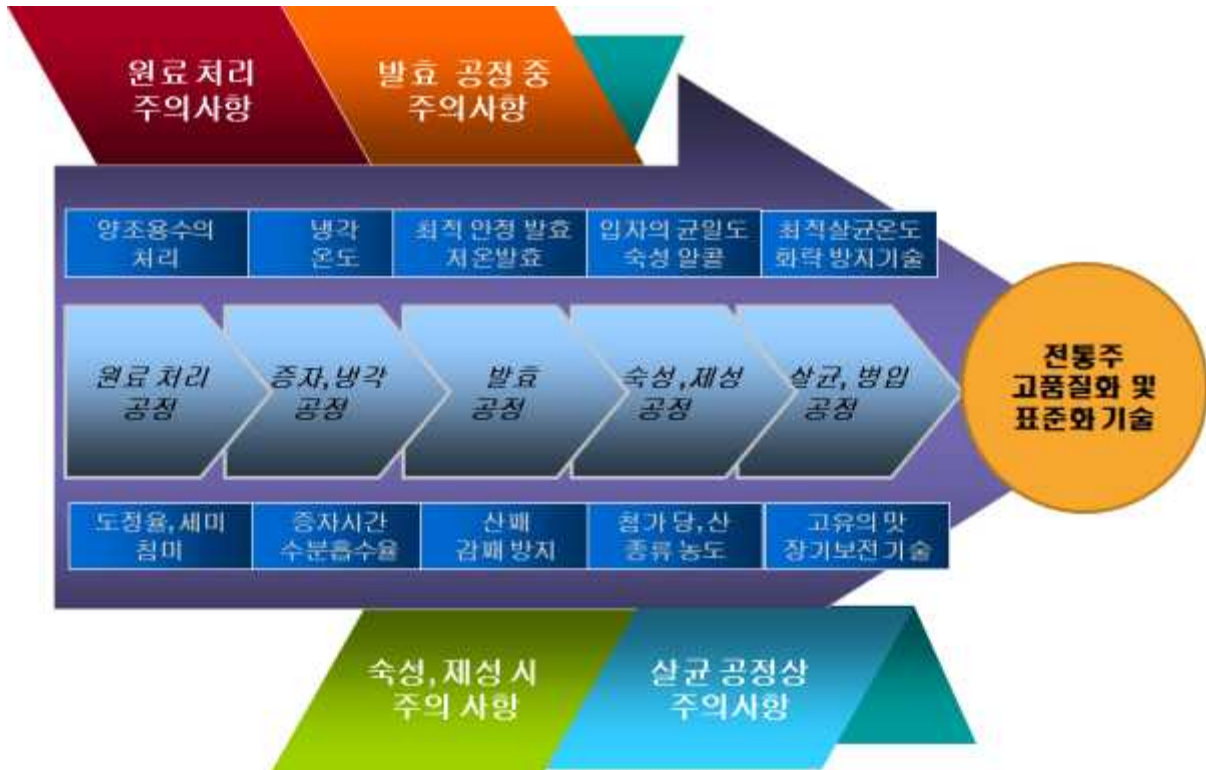 원료 처리
주의사항
발효 공정 중
주의사항
양조용수의
처리
냉각
온도
최적 안정 발효
저온발효
입자의 균일도
숙성 알콜
최적살균온도
화락 방지기술
원료 처리
공정
증자,냉각
공정
발효
공정
숙성,제성
공정
살균, 병입
공정
전통주
고품질화 및
표준화 기술
도정율,세미
침미
증자시간
수분흡수율
산패
감패 방지
첨가 당,산
종류 농도
고유의 맛
장기보전 기술
숙성,제성 시
주의 사항
살균 공정상
주의사항